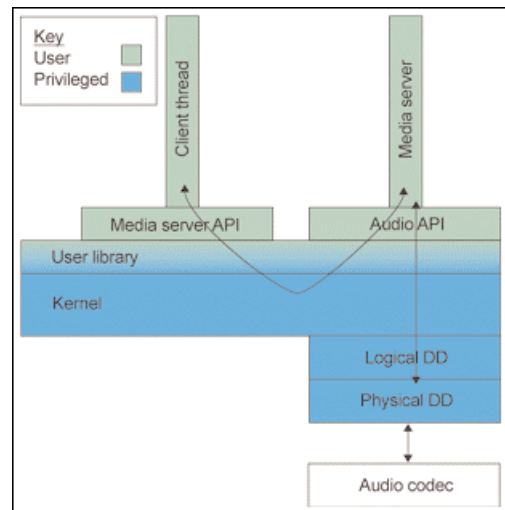 Key
User
Privileged
Client thread
Media server
Media server API
Audio API
User library
Kernel
Logical DD
Physical DD
Audio codec